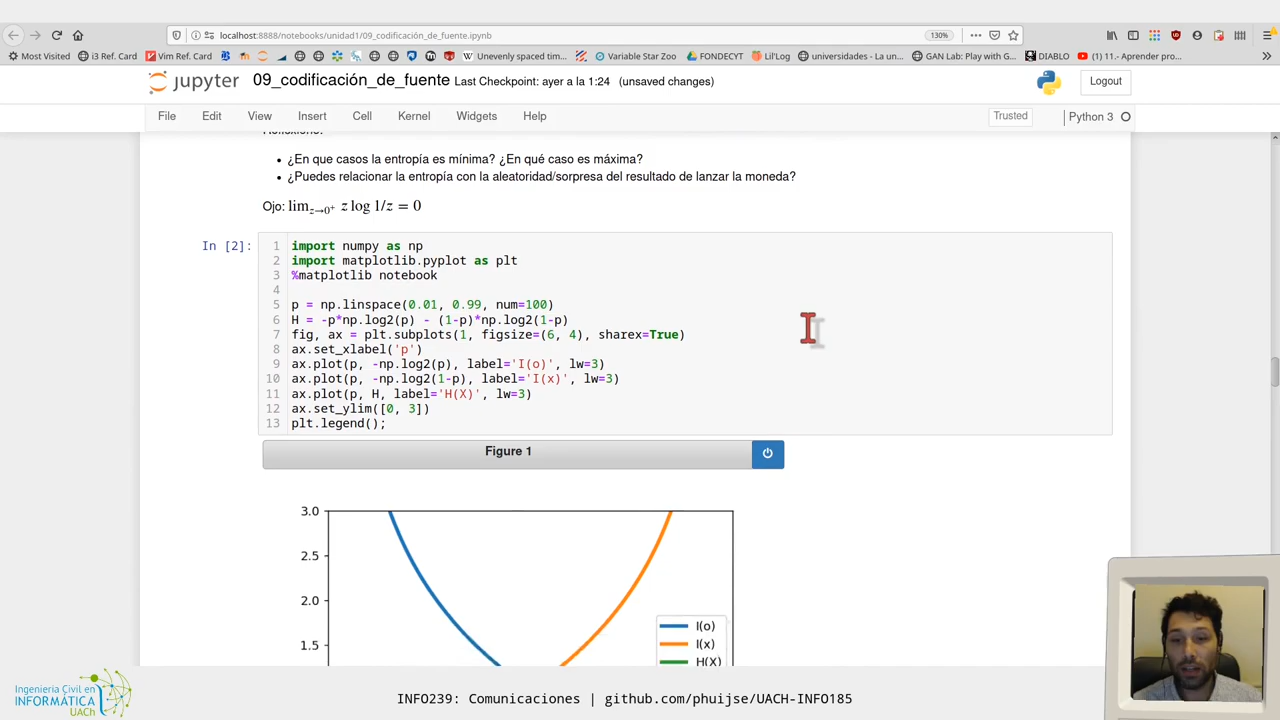 localhost:8888/notebooks/unidad1/09_codificación_de_fuente.ipynb
130%
Most Visited i3 Ref. Card Vim Ref. Card Unevenly spaced tim... Variable Star Zoo FONDECYT Lil'Log universidades - La un... GAN Lab: Play with G... DIABLO (1) 11.- Aprender pro...
jupyter 09_codificación_de_fuente Last Checkpoint: ayer a la 1:24 (unsaved changes) Logout
File Edit View Insert Cell Kernel Widgets Help Trusted Python 3
¿En que casos la entropía es mínima? ¿En qué caso es máxima?
¿Puedes relacionar la entropía con la aleatoridad/sorpresa del resultado de lanzar la moneda?
Ojo: lim z→0+ z log 1/z = 0
In [2]:
1 import numpy as np
2 import matplotlib.pyplot as plt
3 %matplotlib notebook
4
5 p = np.linspace(0.01, 0.99, num=100)
6 H = -p*np.log2(p) - (1-p)*np.log2(1-p)
7 fig, ax = plt.subplots(1, figsize=(6, 4), sharex=True)
8 ax.set_xlabel('p')
9 ax.plot(p, -np.log2(p), label='I(o)', lw=3)
10 ax.plot(p, -np.log2(1-p), label='I(x)', lw=3)
11 ax.plot(p, H, label='H(X)', lw=3)
12 ax.set_ylim([0, 3])
13 plt.legend();
Figure 1
3.0
2.5
2.0
1.5
I(o)
I(x)
H(X)
Ingeniería Civil en
INFORMÁTICA
UACh
INFO239: Comunicaciones | github.com/phuijse/UACH-INFO185